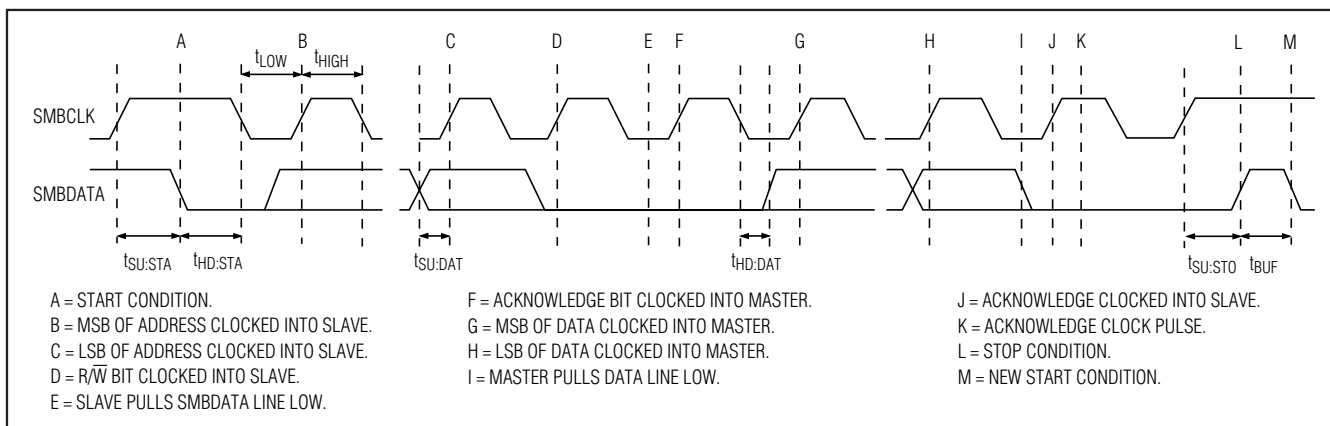 A B C D E F G H I J K L M
tLOW tHIGH
SMBCLK
SMBDATA
tSU:STA tHD:STA tSU:DAT tHD:DAT tSU:STO tBUF
A = START CONDITION.
B = MSB OF ADDRESS CLOCKED INTO SLAVE.
C = LSB OF ADDRESS CLOCKED INTO SLAVE.
D = R/W̅ BIT CLOCKED INTO SLAVE.
E = SLAVE PULLS SMBDATA LINE LOW.
F = ACKNOWLEDGE BIT CLOCKED INTO MASTER.
G = MSB OF DATA CLOCKED INTO MASTER.
H = LSB OF DATA CLOCKED INTO MASTER.
I = MASTER PULLS DATA LINE LOW.
J = ACKNOWLEDGE CLOCKED INTO SLAVE.
K = ACKNOWLEDGE CLOCK PULSE.
L = STOP CONDITION.
M = NEW START CONDITION.